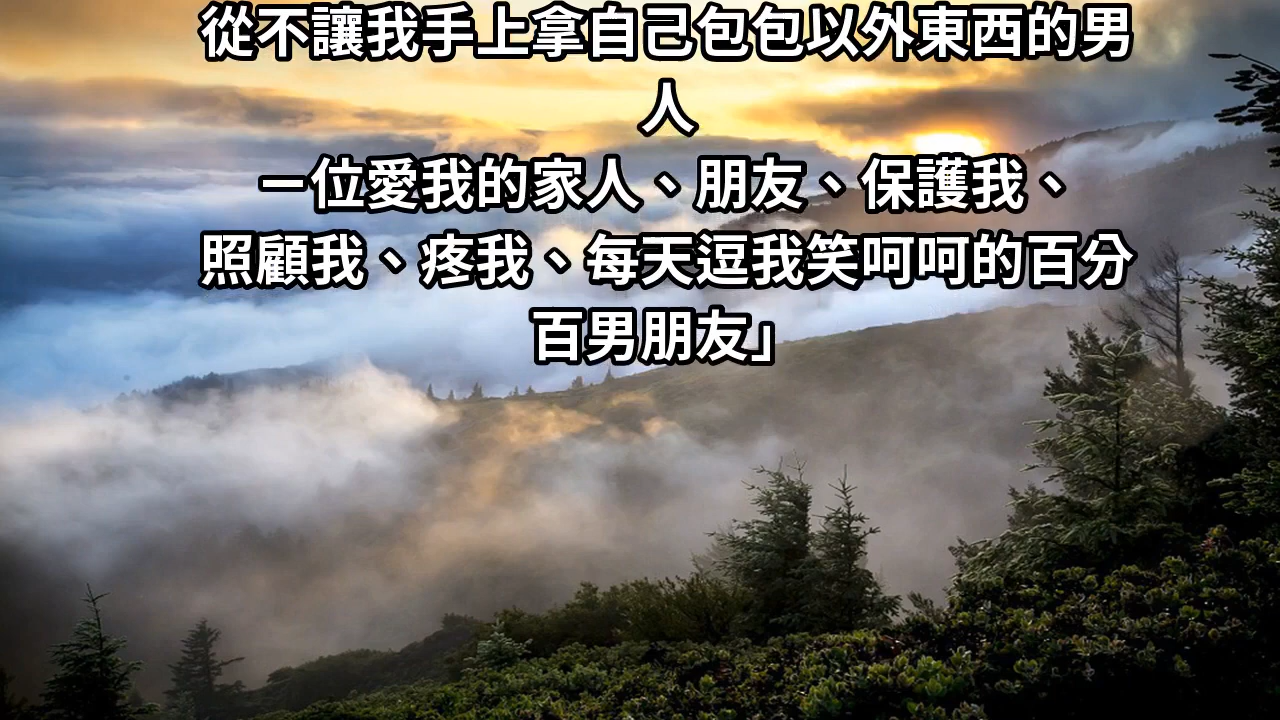 從不讓我手上拿自己包包以外東西的男
人
一位愛我的家人、朋友、保護我、
照顧我、疼我、每天逗我笑呵呵的百分
百男朋友」